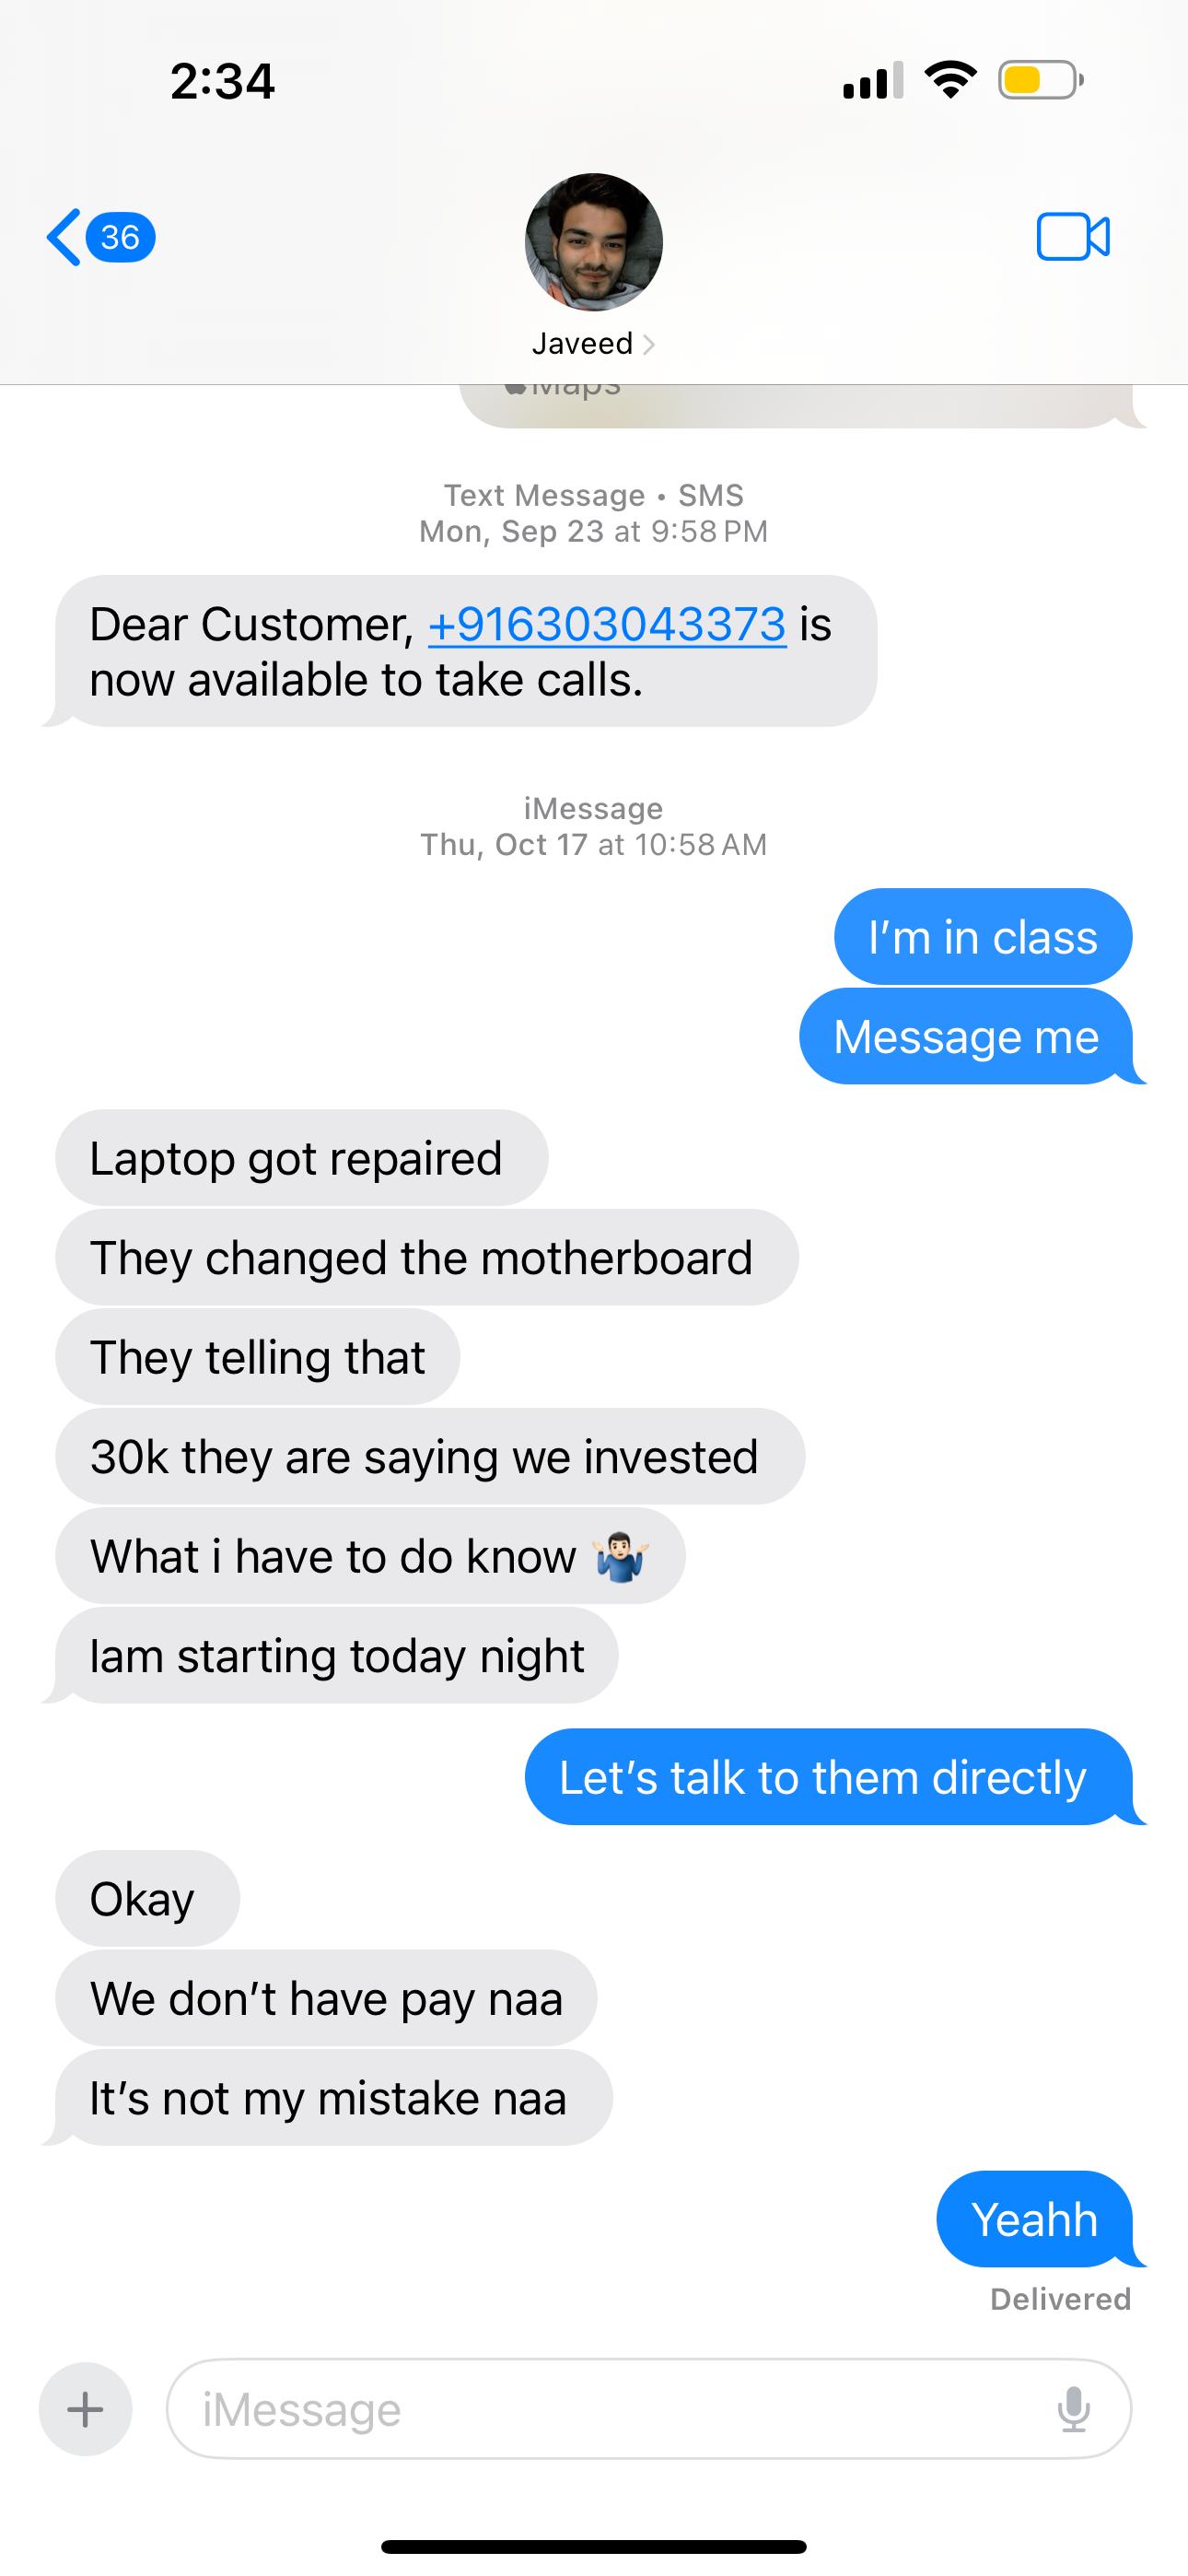 2:34
36
Javeed
Maps
Text Message • SMS
Mon, Sep 23 at 9:58 PM
Dear Customer, +916303043373 is
now available to take calls.
iMessage
Thu, Oct 17 at 10:58 AM
I’m in class
Message me
Laptop got repaired
They changed the motherboard
They telling that
30k they are saying we invested
What i have to do know 🤷🏻‍♂️
Iam starting today night
Let’s talk to them directly
Okay
We don’t have pay naa
It’s not my mistake naa
Yeahh
Delivered
iMessage